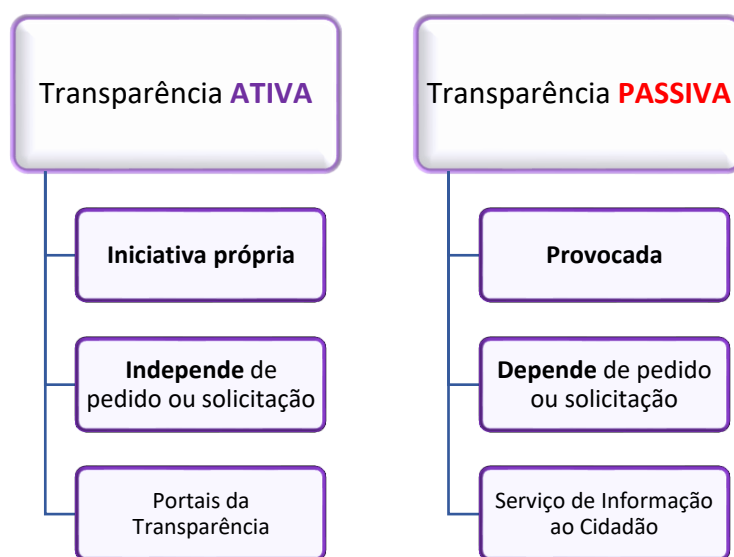 Transparência ATIVA
Iniciativa própria
Independe de
pedido ou solicitação
Portais da
Transparência
Transparência PASSIVA
Provocada
Depende de pedido
ou solicitação
Serviço de Informação
ao Cidadão